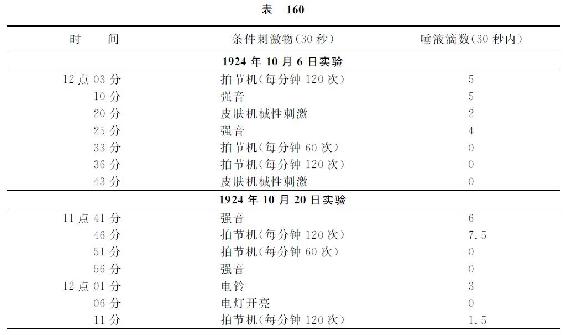 表 160
时 间 条件刺激物(30秒) 唾液滴数(30秒内)
1924年10月6日实验
12点03分 拍节机(每分钟120次) 5
10分 强音 5
20分 皮肤机械性刺激 2
25分 强音 4
33分 拍节机(每分钟60次) 0
36分 拍节机(每分钟120次) 0
43分 皮肤机械性刺激 0
1924年10月20日实验
11点41分 强音 6
46分 拍节机(每分钟120次) 7.5
51分 拍节机(每分钟60次) 0
56分 强音 0
12点01分 电铃 3
06分 电灯开亮 0
11分 拍节机(每分钟120次) 1.5